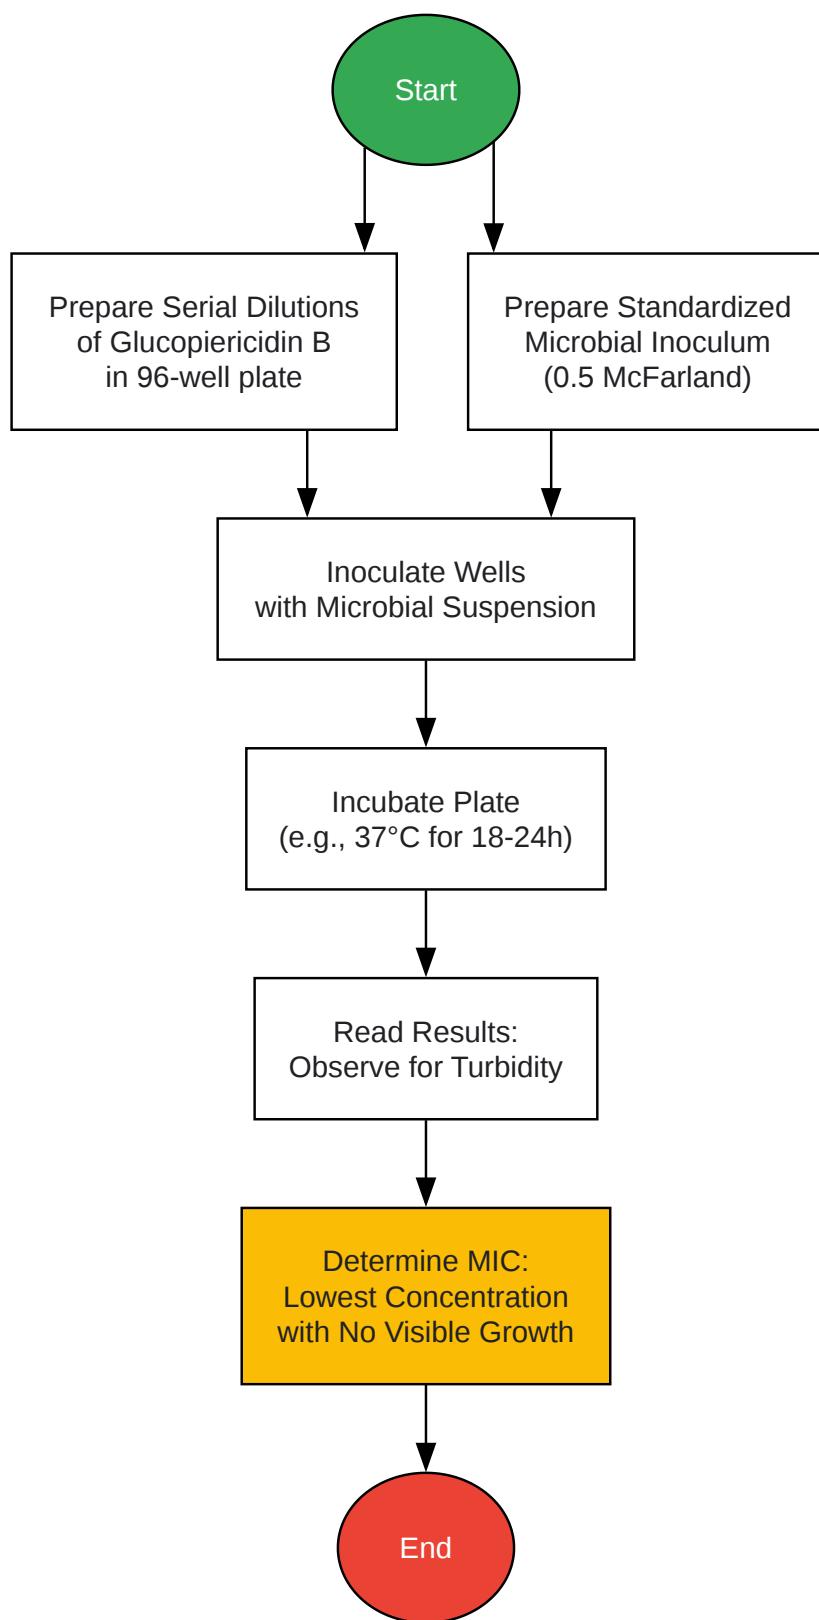 Start
Prepare Serial Dilutions
of Glucopiericidin B
in 96-well plate
Prepare Standardized
Microbial Inoculum
(0.5 McFarland)
Inoculate Wells
with Microbial Suspension
Incubate Plate
(e.g., 37°C for 18-24h)
Read Results:
Observe for Turbidity
Determine MIC:
Lowest Concentration
with No Visible Growth
End